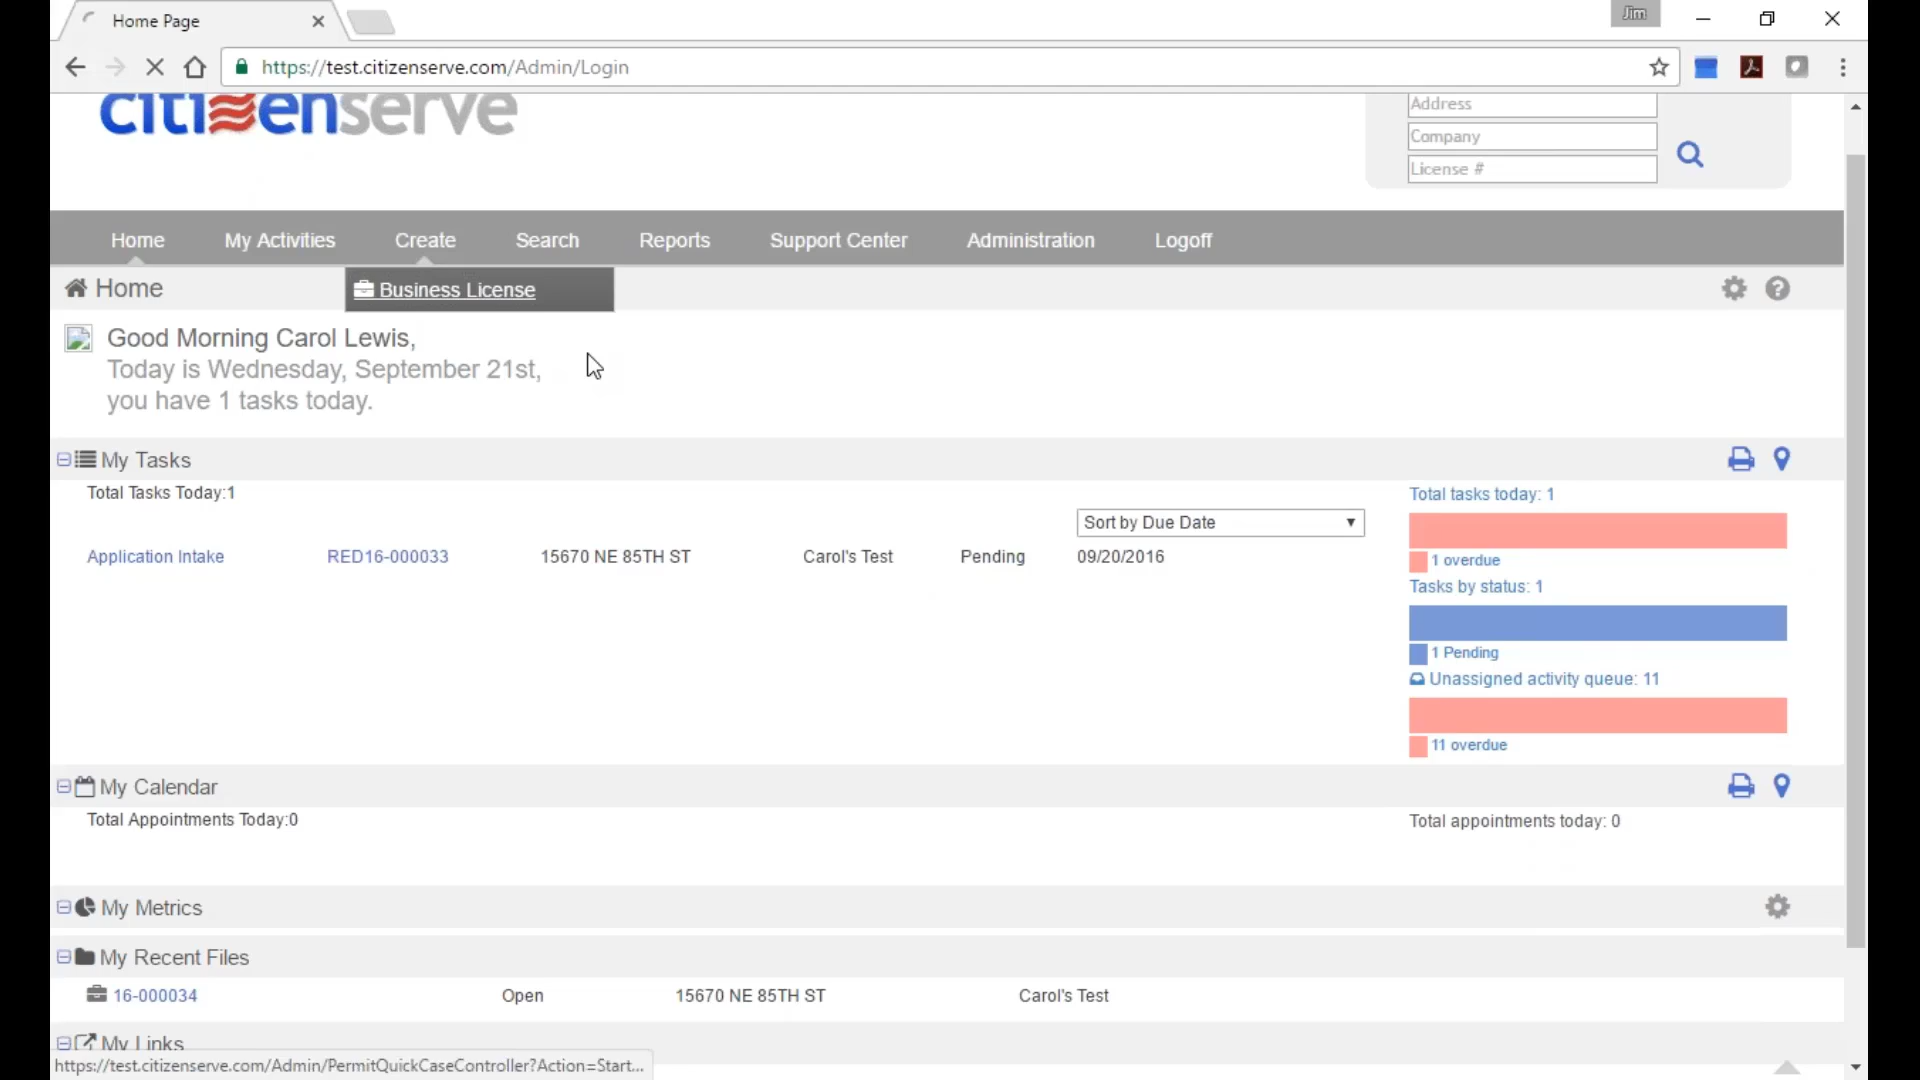 Home Page
Jim
https://test.citizenserve.com/Admin/Login
citizenserve
Address
Company
License #
Home My Activities Create Search Reports Support Center Administration Logoff
Home
Business License
Good Morning Carol Lewis,
Today is Wednesday, September 21st,
you have 1 tasks today.
My Tasks
Total Tasks Today:1
Sort by Due Date
Application Intake RED16-000033 15670 NE 85TH ST Carol's Test Pending 09/20/2016
Total tasks today: 1
1 overdue
Tasks by status: 1
1 Pending
Unassigned activity queue: 11
11 overdue
My Calendar
Total Appointments Today:0
Total appointments today: 0
My Metrics
My Recent Files
16-000034 Open 15670 NE 85TH ST Carol's Test
My Links
https://test.citizenserve.com/Admin/PermitQuickCaseController?Action=Start...